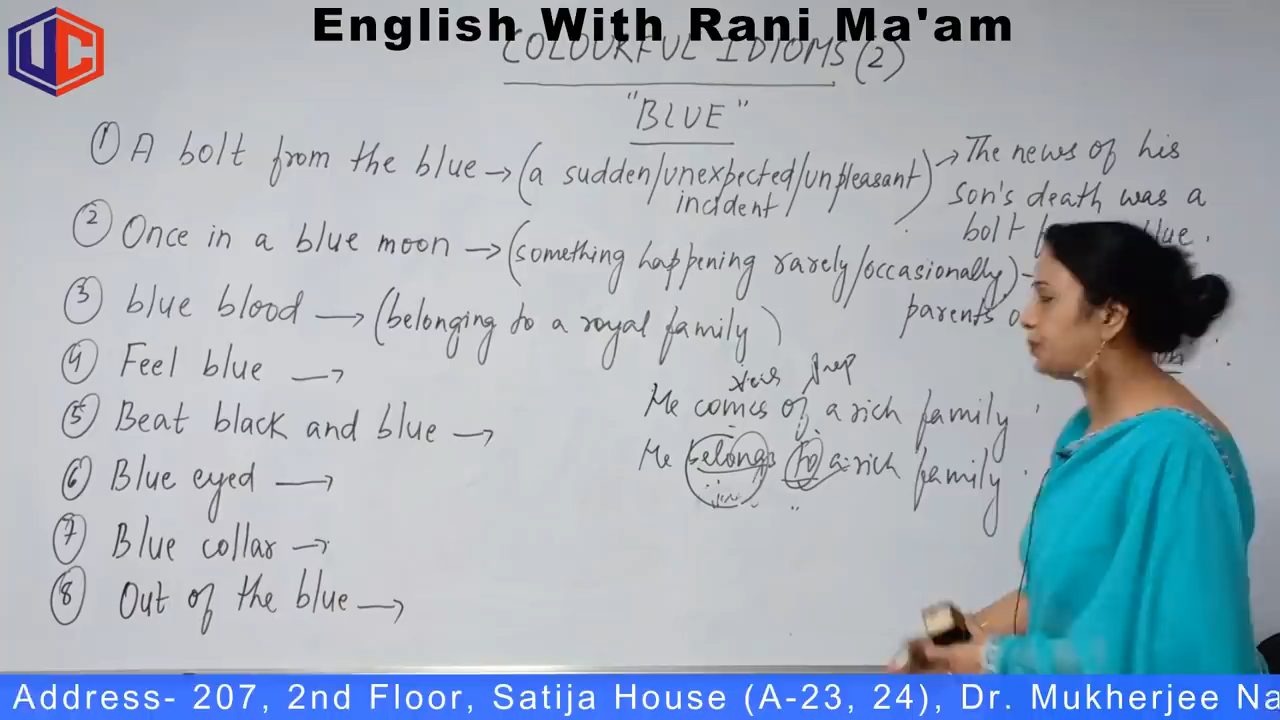 English With Rani Ma'am
UC
COLOURFUL IDIOMS (2)
"BLUE"
① A bolt from the blue → (a sudden/unexpected/unpleasant incident) → The news of his
son's death was a
bolt blue.
② Once in a blue moon → (something happening rarely/occasionally) –
parents
③ blue blood → (belonging to a royal family)
④ Feel blue →
Prep
He comes of a rich family
⑤ Beat black and blue →
He belongs to a rich family.
⑥ Blue eyed →
⑦ Blue collar →
⑧ Out of the blue →
Address- 207, 2nd Floor, Satija House (A-23, 24), Dr. Mukherjee Na